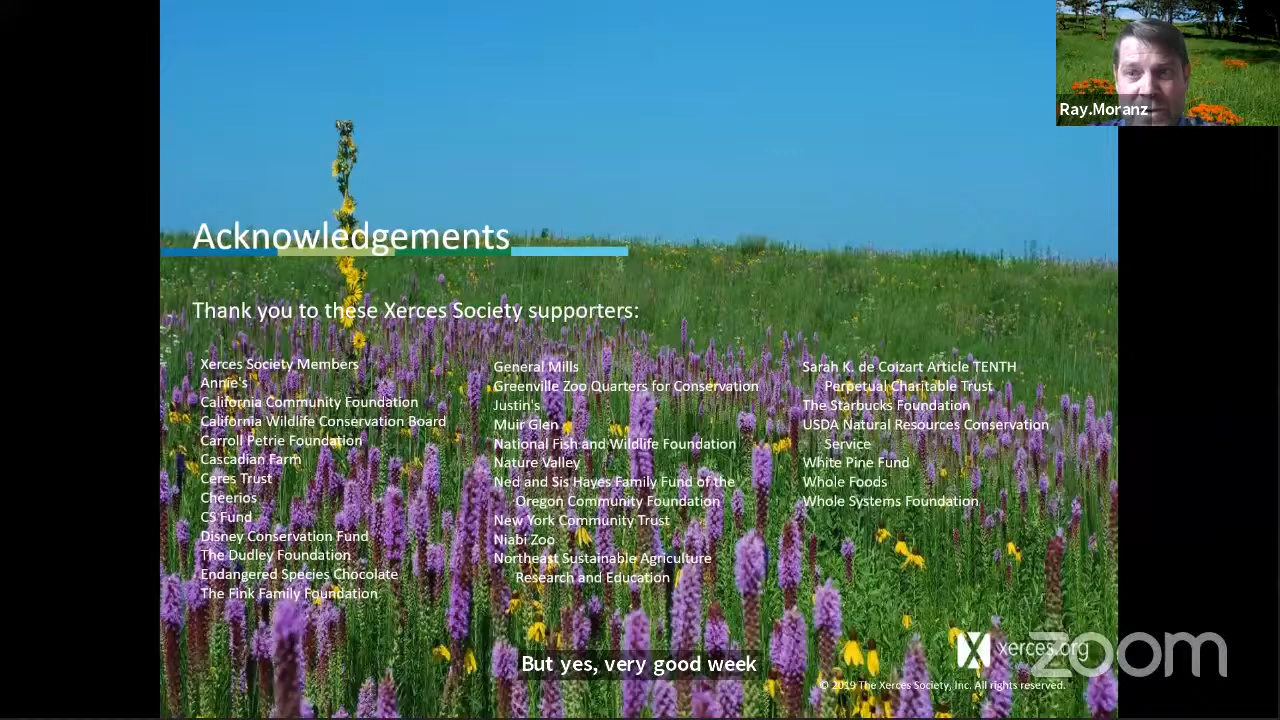 Ray.Moranz
Acknowledgements
Thank you to these Xerces Society supporters:
Xerces Society Members
Annie's
California Community Foundation
California Wildlife Conservation Board
Carroll Petrie Foundation
Cascadian Farm
Ceres Trust
Cheerios
CS Fund
Disney Conservation Fund
The Dudley Foundation
Endangered Species Chocolate
The Fink Family Foundation
General Mills
Greenville Zoo Quarters for Conservation
Justin's
Muir Glen
National Fish and Wildlife Foundation
Nature Valley
Ned and Sis Hayes Family Fund of the
Oregon Community Foundation
New York Community Trust
Niabi Zoo
Northeast Sustainable Agriculture
Research and Education
Sarah K. de Coizart Article TENTH
Perpetual Charitable Trust
The Starbucks Foundation
USDA Natural Resources Conservation
Service
White Pine Fund
Whole Foods
Whole Systems Foundation
xerces.org
zoom
But yes, very good week
© 2019 The Xerces Society, Inc. All rights reserved.